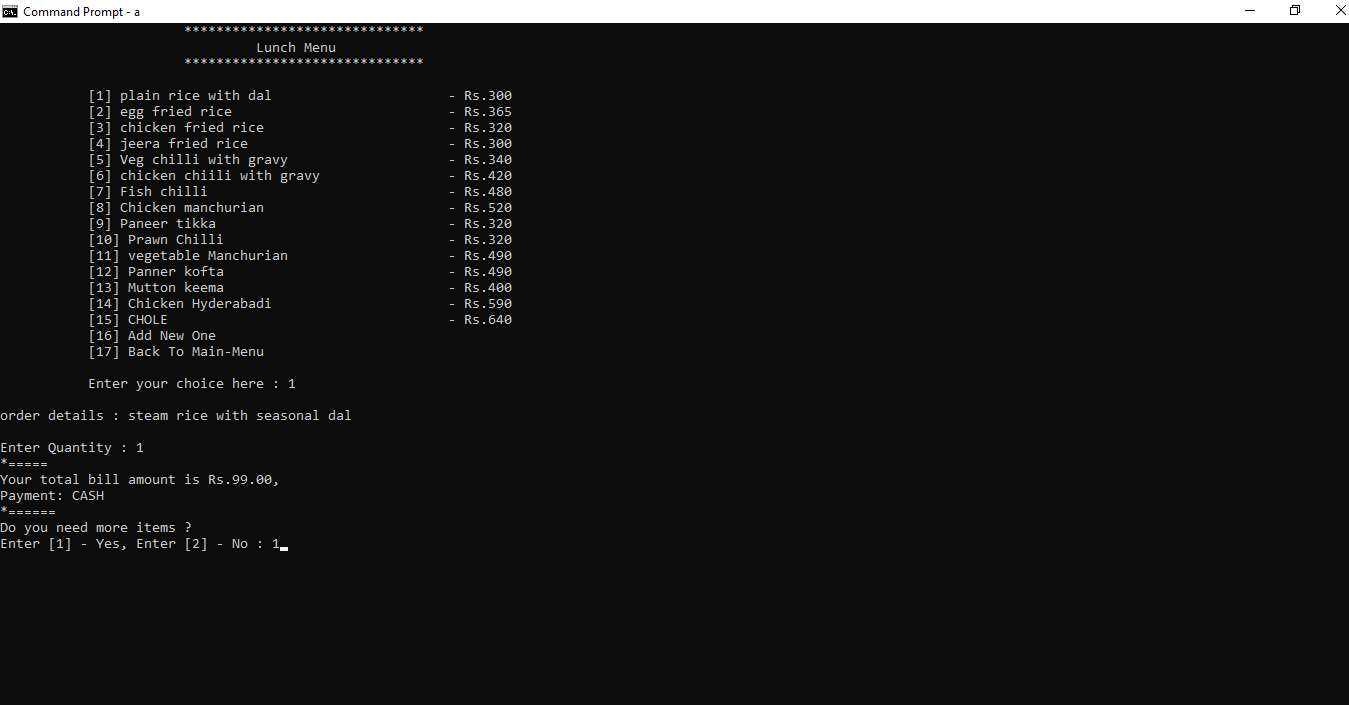 Command Prompt - a
******************************
Lunch Menu
******************************
[1] plain rice with dal - Rs.300
[2] egg fried rice - Rs.365
[3] chicken fried rice - Rs.320
[4] jeera fried rice - Rs.300
[5] Veg chilli with gravy - Rs.340
[6] chicken chiili with gravy - Rs.420
[7] Fish chilli - Rs.480
[8] Chicken manchurian - Rs.520
[9] Paneer tikka - Rs.320
[10] Prawn Chilli - Rs.320
[11] vegetable Manchurian - Rs.490
[12] Panner kofta - Rs.490
[13] Mutton keema - Rs.400
[14] Chicken Hyderabadi - Rs.590
[15] CHOLE - Rs.640
[16] Add New One
[17] Back To Main-Menu
Enter your choice here : 1
order details : steam rice with seasonal dal
Enter Quantity : 1
*=====
Your total bill amount is Rs.99.00,
Payment: CASH
*======
Do you need more items ?
Enter [1] - Yes, Enter [2] - No : 1